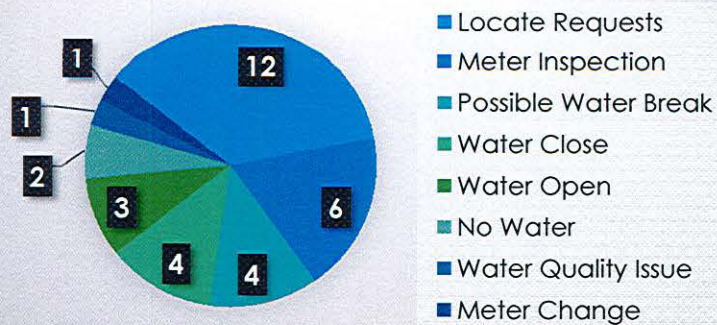 12
6
4
4
3
2
1
1
Locate Requests
Meter Inspection
Possible Water Break
Water Close
Water Open
No Water
Water Quality Issue
Meter Change